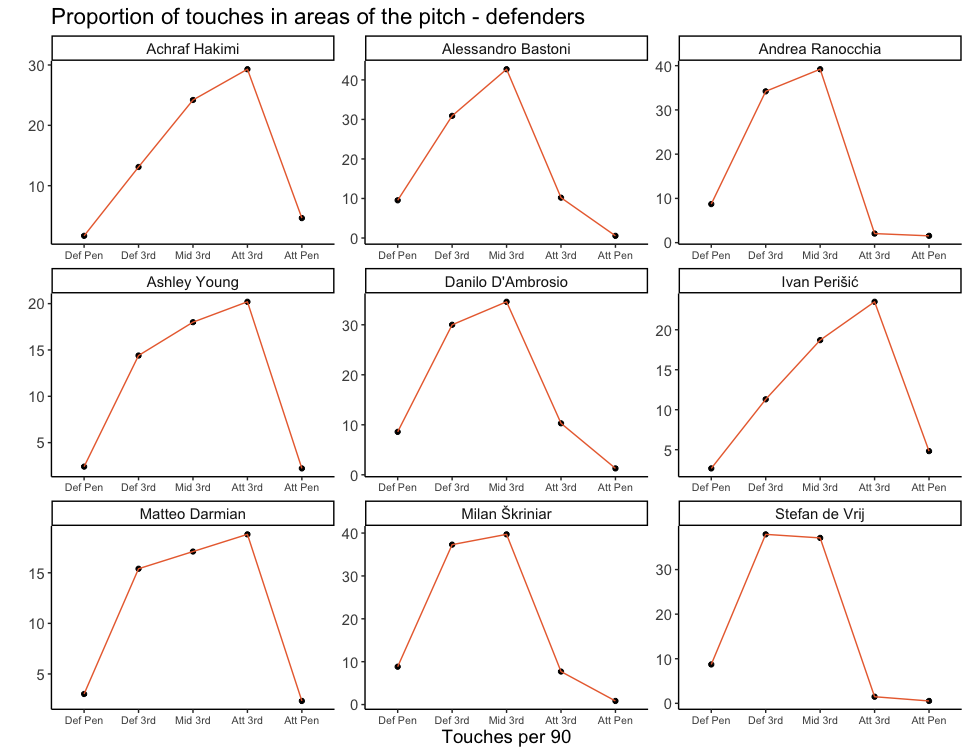 Proportion of touches in areas of the pitch - defenders
Achraf Hakimi
30
20
10
Def Pen Def 3rd Mid 3rd Att 3rd Att Pen
Alessandro Bastoni
40
30
20
10
0
Def Pen Def 3rd Mid 3rd Att 3rd Att Pen
Andrea Ranocchia
40
30
20
10
0
Def Pen Def 3rd Mid 3rd Att 3rd Att Pen
Ashley Young
20
15
10
5
Def Pen Def 3rd Mid 3rd Att 3rd Att Pen
Danilo D'Ambrosio
30
20
10
0
Def Pen Def 3rd Mid 3rd Att 3rd Att Pen
Ivan Perišić
20
15
10
5
Def Pen Def 3rd Mid 3rd Att 3rd Att Pen
Matteo Darmian
15
10
5
Def Pen Def 3rd Mid 3rd Att 3rd Att Pen
Milan Škriniar
40
30
20
10
0
Def Pen Def 3rd Mid 3rd Att 3rd Att Pen
Stefan de Vrij
30
20
10
0
Def Pen Def 3rd Mid 3rd Att 3rd Att Pen
Touches per 90